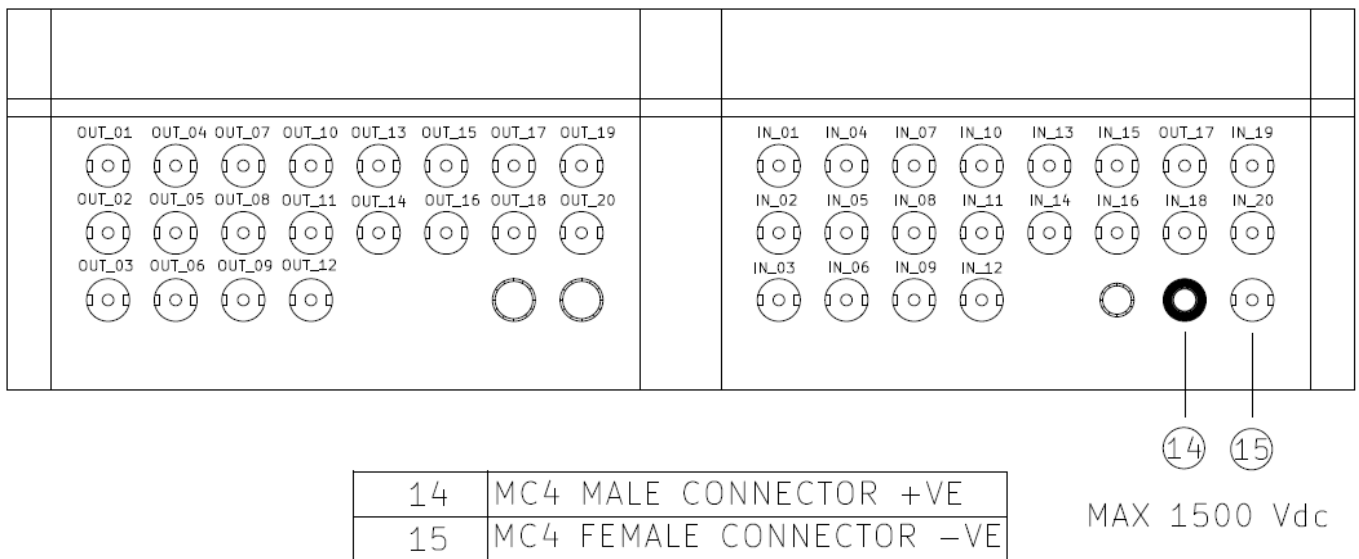 OUT_01 OUT_04 OUT_07 OUT_10 OUT_13 OUT_15 OUT_17 OUT_19
OUT_02 OUT_05 OUT_08 OUT_11 OUT_14 OUT_16 OUT_18 OUT_20
OUT_03 OUT_06 OUT_09 OUT_12
IN_01 IN_04 IN_07 IN_10 IN_13 IN_15 OUT_17 IN_19
IN_02 IN_05 IN_08 IN_11 IN_14 IN_16 IN_18 IN_20
IN_03 IN_06 IN_09 IN_12
14 15
MAX 1500 Vdc
14 MC4 MALE CONNECTOR +VE
15 MC4 FEMALE CONNECTOR -VE